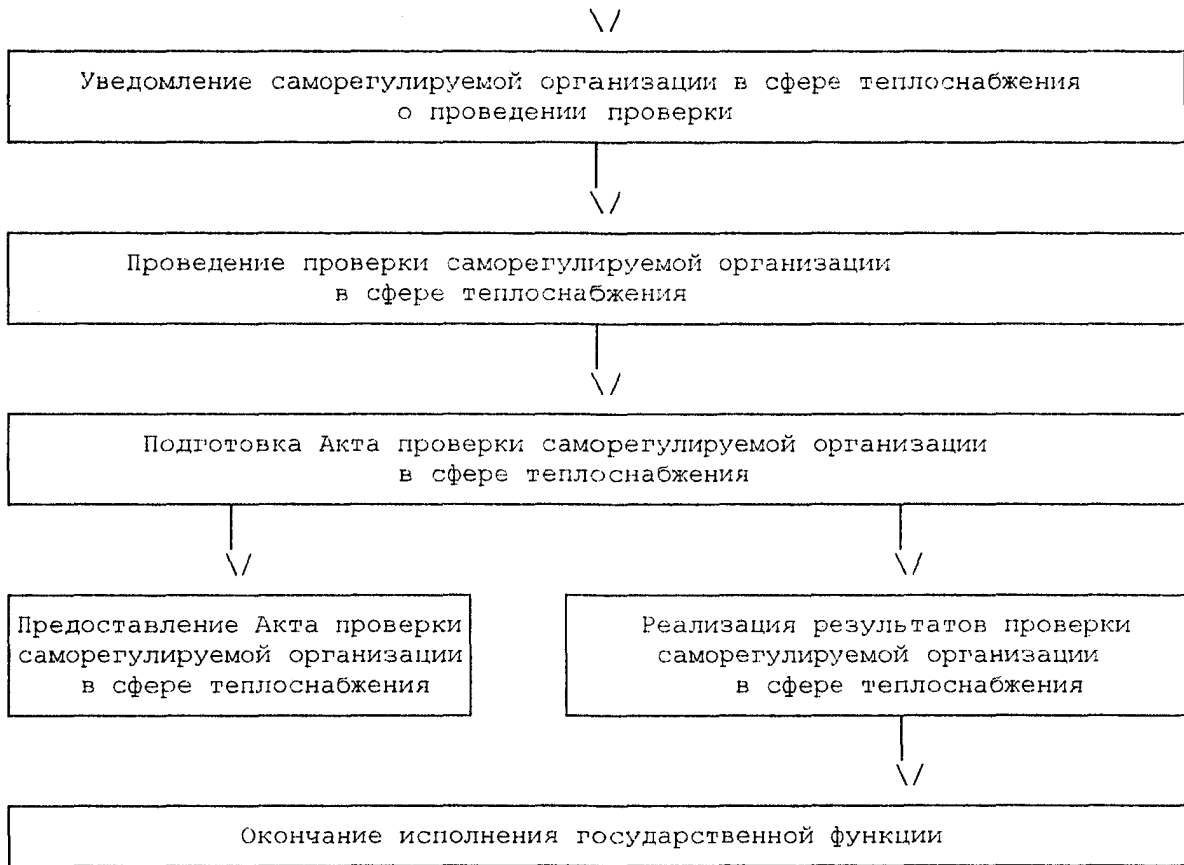 Уведомление саморегулируемой организации в сфере теплоснабжения
о проведении проверки
Проведение проверки саморегулируемой организации
в сфере теплоснабжения
Подготовка Акта проверки саморегулируемой организации
в сфере теплоснабжения
Предоставление Акта проверки
саморегулируемой организации
в сфере теплоснабжения
Реализация результатов проверки
саморегулируемой организации
в сфере теплоснабжения
Окончание исполнения государственной функции